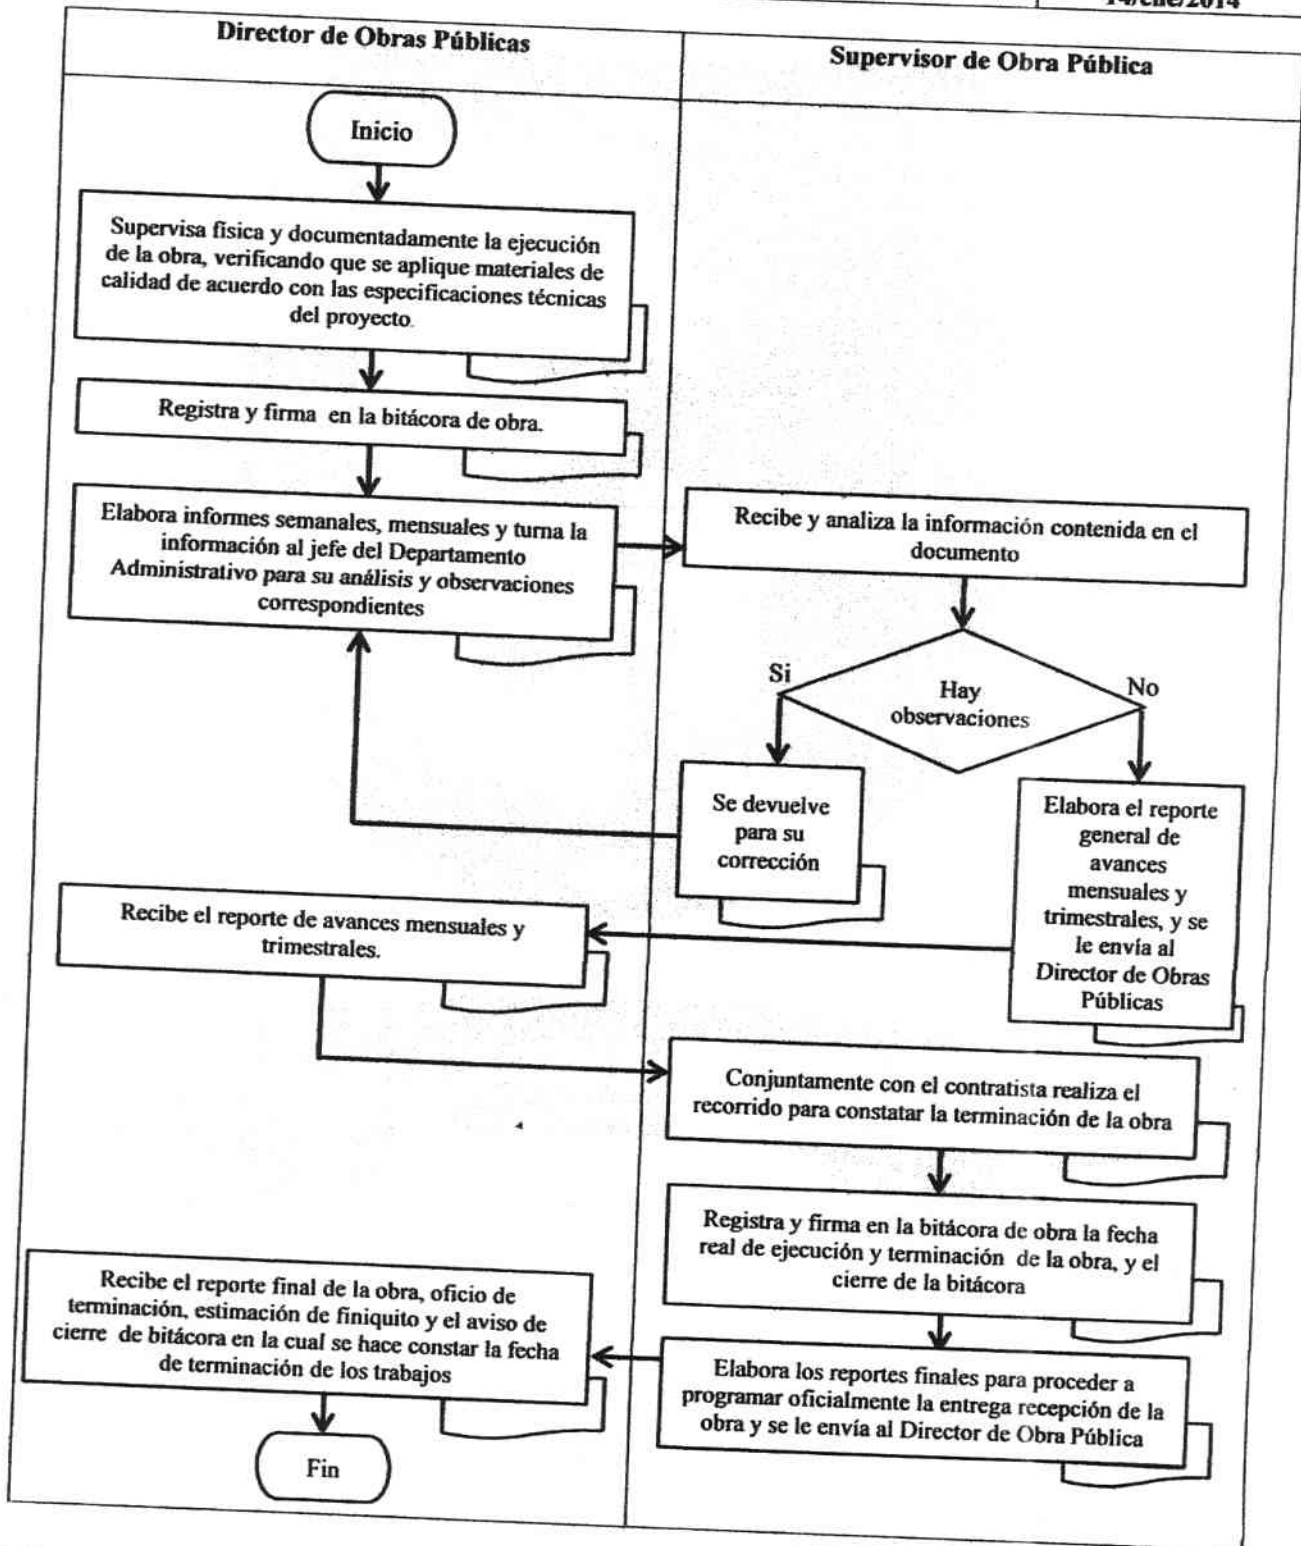 14/ene/2014
Director de Obras Públicas
Supervisor de Obra Pública
Inicio
Supervisa física y documentadamente la ejecución
de la obra, verificando que se aplique materiales de
calidad de acuerdo con las especificaciones técnicas
del proyecto.
Registra y firma en la bitácora de obra.
Elabora informes semanales, mensuales y turna la
información al jefe del Departamento
Administrativo para su análisis y observaciones
correspondientes
Recibe y analiza la información contenida en el
documento
Si
Hay
observaciones
No
Se devuelve
para su
corrección
Elabora el reporte
general de
avances
mensuales y
trimestrales, y se
le envía al
Director de Obras
Públicas
Recibe el reporte de avances mensuales y
trimestrales.
Conjuntamente con el contratista realiza el
recorrido para constatar la terminación de la obra
Registra y firma en la bitácora de obra la fecha
real de ejecución y terminación de la obra, y el
cierre de la bitácora
Recibe el reporte final de la obra, oficio de
terminación, estimación de finiquito y el aviso de
cierre de bitácora en la cual se hace constar la fecha
de terminación de los trabajos
Elabora los reportes finales para proceder a
programar oficialmente la entrega recepción de la
obra y se le envía al Director de Obra Pública
Fin